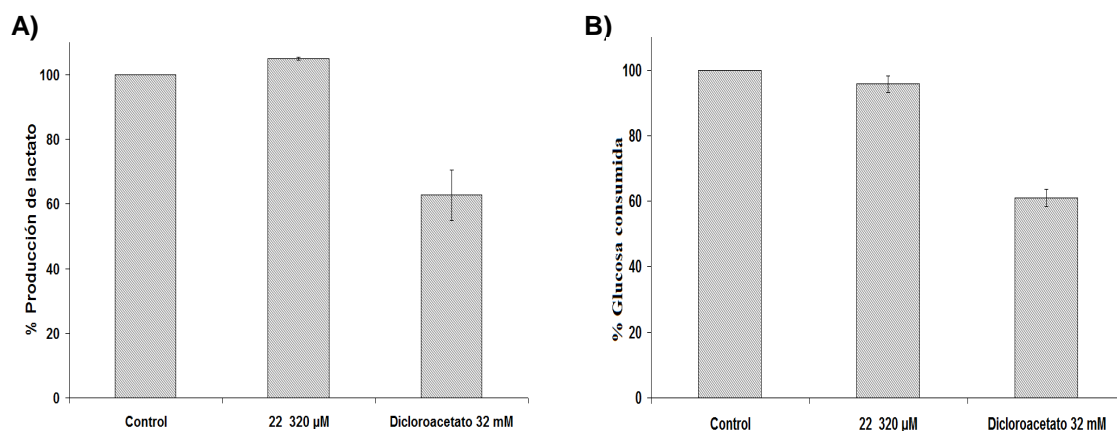 A)
% Producción de lactato
100
80
60
40
20
0
Control
22 320 µM
Dicloroacetato 32 mM
B)
% Glucosa consumida
100
80
60
40
20
0
Control
22 320 µM
Dicloroacetato 32 mM